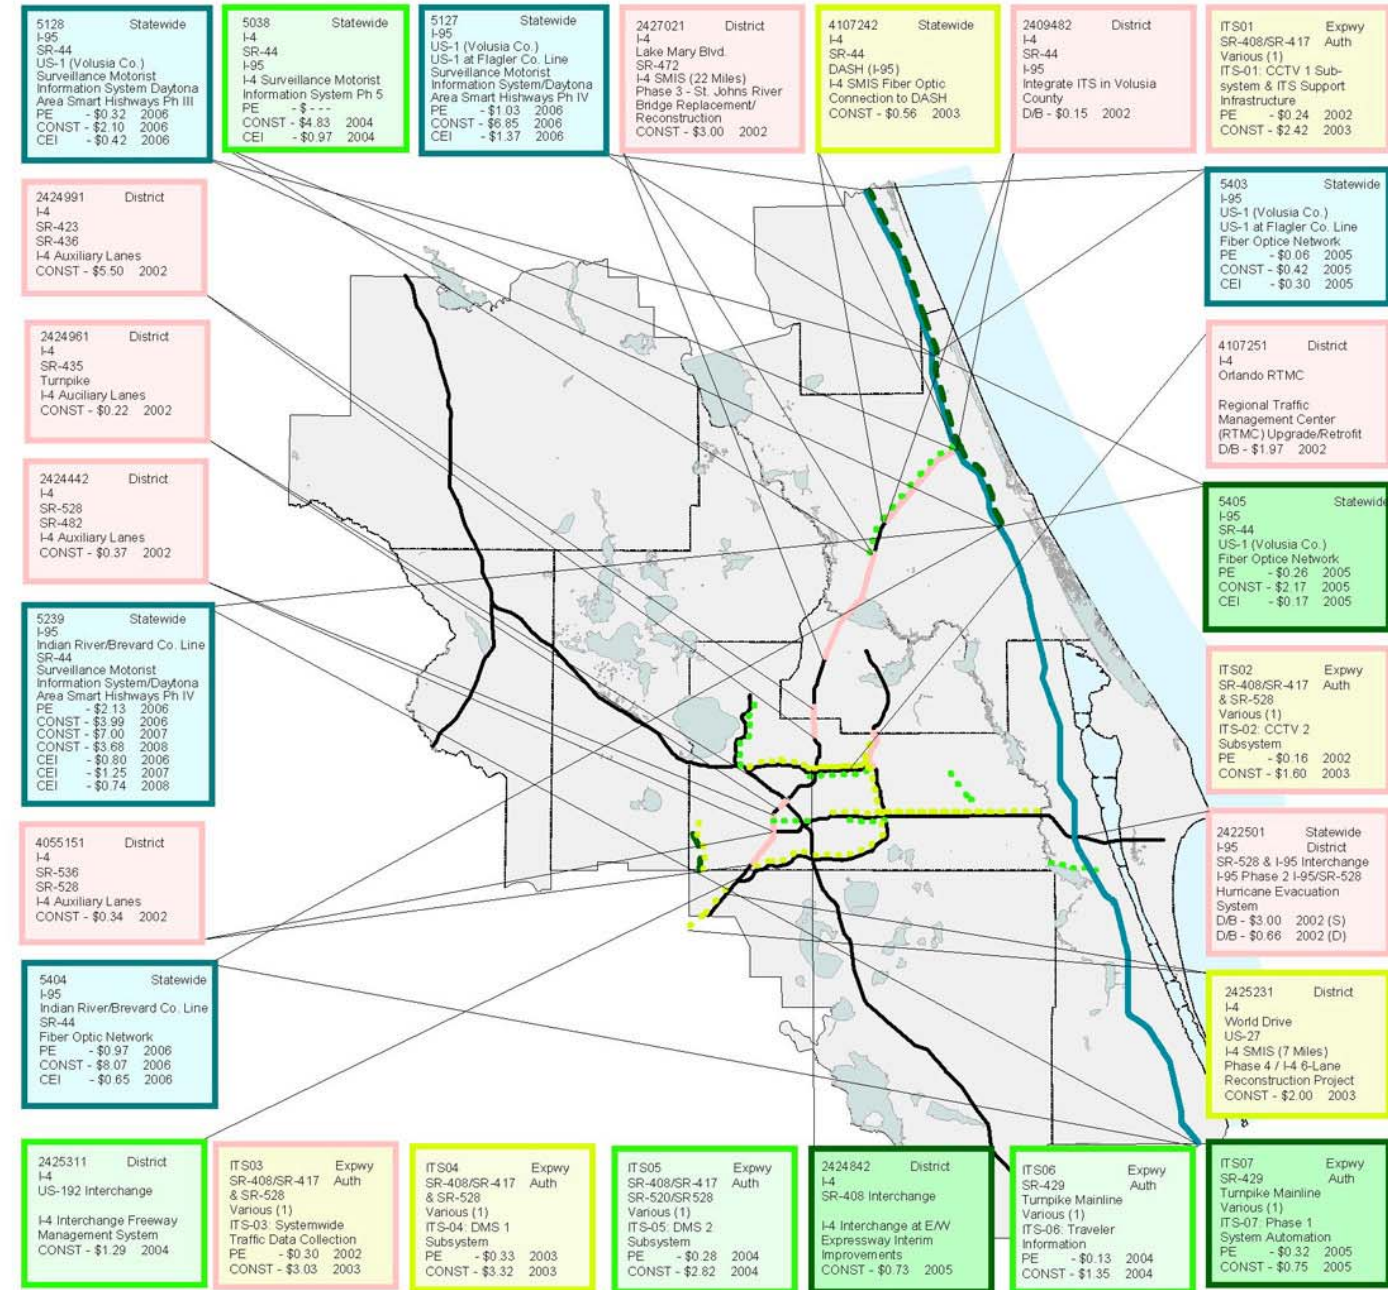 5128 Statewide
I-95
SR-44
US-1 (Volusia Co.)
Surveillance Motorist
Information System Daytona
Area Smart Hishways Ph III
PE - $0.32 2006
CONST - $2.10 2006
CEI - $0.42 2006
5038 Statewide
I-4
SR-44
I-95
I-4 Surveillance Motorist
Information System Ph 5
PE - $ - - -
CONST - $4.83 2004
CEI - $0.97 2004
5127 Statewide
I-95
US-1 (Volusia Co.)
US-1 at Flagler Co. Line
Surveillance Motorist
Information System/Daytona
Area Smart Hishways Ph IV
PE - $1.03 2006
CONST - $6.85 2006
CEI - $1.37 2006
2427021 District
I-4
Lake Mary Blvd.
SR-472
I-4 SMIS (22 Miles)
Phase 3 - St. Johns River
Bridge Replacement/
Reconstruction
CONST - $3.00 2002
4107242 Statewide
I-4
SR-44
DASH (I-95)
I-4 SMIS Fiber Optic
Connection to DASH
CONST - $0.56 2003
2409482 District
I-4
SR-44
I-95
Integrate ITS in Volusia
County
D/B - $0.15 2002
ITS01 Expwy
SR-408/SR-417 Auth
Various (1)
ITS-01: CCTV 1 Sub-
system & ITS Support
Infrastructure
PE - $0.24 2002
CONST - $2.42 2003
2424991 District
I-4
SR-423
SR-436
I-4 Auxiliary Lanes
CONST - $5.50 2002
5403 Statewide
I-95
US-1 (Volusia Co.)
US-1 at Flagler Co. Line
Fiber Optice Network
PE - $0.06 2005
CONST - $0.42 2005
CEI - $0.30 2005
2424961 District
I-4
SR-435
Turnpike
I-4 Auciliary Lanes
CONST - $0.22 2002
4107251 District
I-4
Orlando RTMC
Regional Traffic
Management Center
(RTMC) Upgrade/Retrofit
D/B - $1.97 2002
2424442 District
I-4
SR-528
SR-482
I-4 Auxiliary Lanes
CONST - $0.37 2002
5405 Statewide
I-95
SR-44
US-1 (Volusia Co.)
Fiber Optice Network
PE - $0.26 2005
CONST - $2.17 2005
CEI - $0.17 2005
5239 Statewide
I-95
Indian River/Brevard Co. Line
SR-44
Surveillance Motorist
Information System/Daytona
Area Smart Hishways Ph IV
PE - $2.13 2006
CONST - $3.99 2006
CONST - $7.00 2007
CONST - $3.68 2008
CEI - $0.80 2006
CEI - $1.25 2007
CEI - $0.74 2008
ITS02 Expwy
SR-408/SR-417 Auth
& SR-528
Various (1)
ITS-02: CCTV 2
Subsystem
PE - $0.16 2002
CONST - $1.60 2003
4055151 District
I-4
SR-536
SR-528
I-4 Auxiliary Lanes
CONST - $0.34 2002
2422501 Statewide
I-95 District
SR-528 & I-95 Interchange
I-95 Phase 2 I-95/SR-528
Hurricane Evacuation
System
D/B - $3.00 2002 (S)
D/B - $0.66 2002 (D)
5404 Statewide
I-95
Indian River/Brevard Co. Line
SR-44
Fiber Optic Network
PE - $0.97 2006
CONST - $8.07 2006
CEI - $0.65 2006
2425231 District
I-4
World Drive
US-27
I-4 SMIS (7 Miles)
Phase 4 / I-4 6-Lane
Reconstruction Project
CONST - $2.00 2003
2425311 District
I-4
US-192 Interchange
I-4 Interchange Freeway
Management System
CONST - $1.29 2004
ITS03 Expwy
SR-408/SR-417 Auth
& SR-528
Various (1)
ITS-03: Systemwide
Traffic Data Collection
PE - $0.30 2002
CONST - $3.03 2003
ITS04 Expwy
SR-408/SR-417 Auth
& SR-528
Various (1)
ITS-04: DMS 1
Subsystem
PE - $0.33 2003
CONST - $3.32 2003
ITS05 Expwy
SR-408/SR-417 Auth
SR-520/SR528
Various (1)
ITS-05: DMS 2
Subsystem
PE - $0.28 2004
CONST - $2.82 2004
2424842 District
I-4
SR-408 Interchange
I-4 Interchange at E/W
Expressway Interim
Improvements
CONST - $0.73 2005
ITS06 Expwy
SR-429 Auth
Turnpike Mainline
Various (1)
ITS-06: Traveler
Information
PE - $0.13 2004
CONST - $1.35 2004
ITS07 Expwy
SR-429 Auth
Turnpike Mainline
Various (1)
ITS-07: Phase 1
System Automation
PE - $0.32 2005
CONST - $0.75 2005